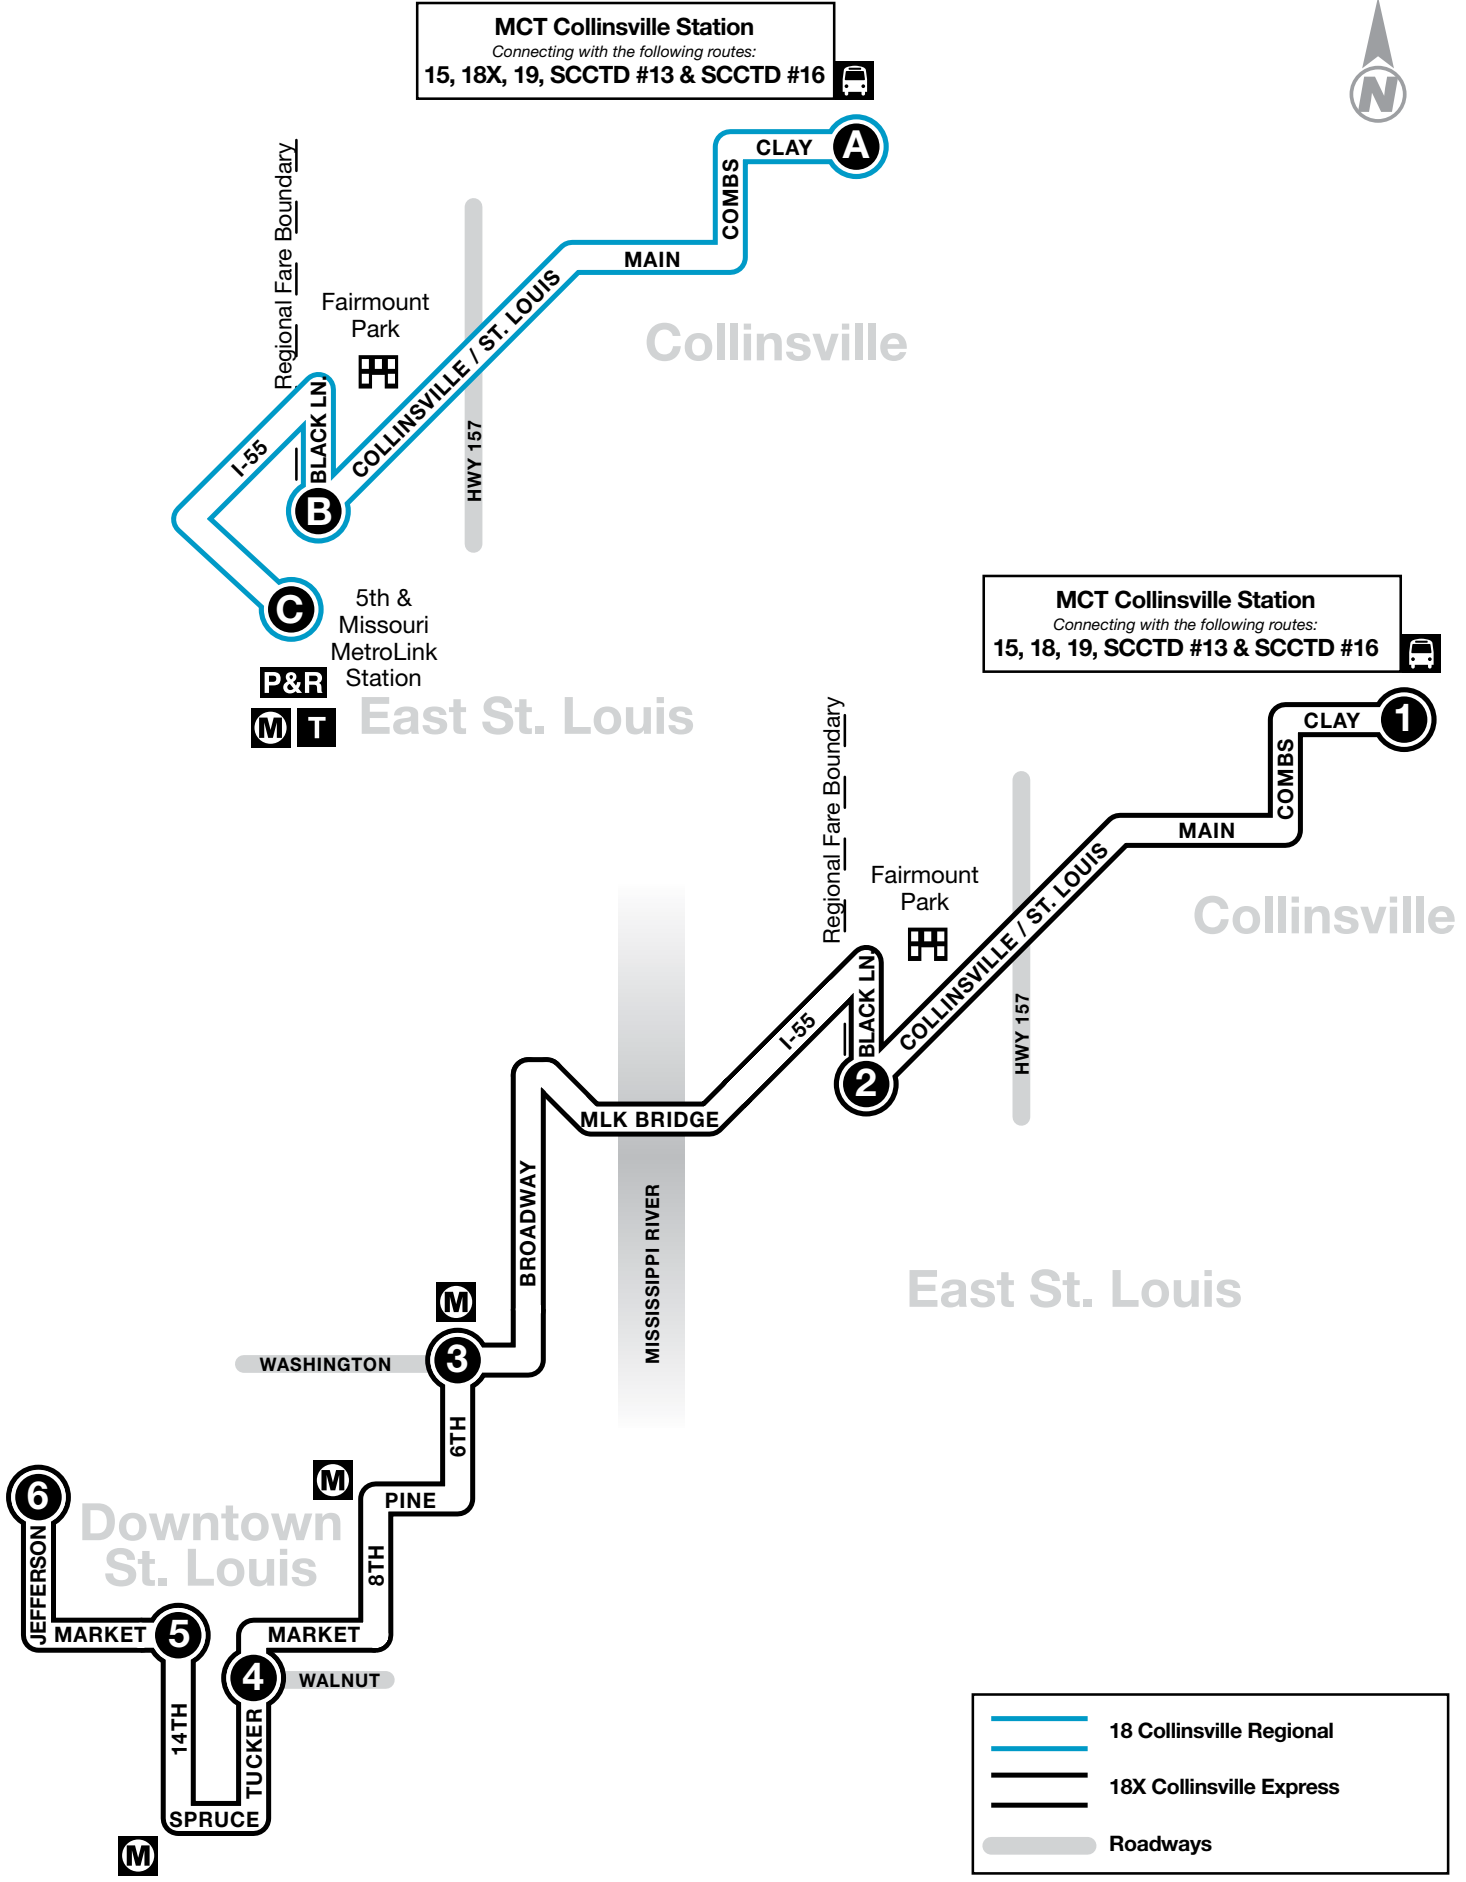 MCT Collinsville Station
Connecting with the following routes:
15, 18X, 19, SCCTD #13 & SCCTD #16
N
A
CLAY
COMBS
MAIN
Regional Fare Boundary
Fairmount
Park
COLLINSVILLE / ST. LOUIS
Collinsville
BLACK LN.
I-55
HWY 157
B
C
5th &
Missouri
MetroLink
Station
P&R
M
T
East St. Louis
MCT Collinsville Station
Connecting with the following routes:
15, 18, 19, SCCTD #13 & SCCTD #16
1
CLAY
COMBS
MAIN
Regional Fare Boundary
Fairmount
Park
COLLINSVILLE / ST. LOUIS
Collinsville
BLACK LN.
I-55
HWY 157
2
MLK BRIDGE
BROADWAY
MISSISSIPPI RIVER
East St. Louis
M
WASHINGTON
3
6TH
M
PINE
6
Downtown
St. Louis
JEFFERSON
8TH
MARKET
5
MARKET
4
WALNUT
14TH
TUCKER
SPRUCE
M
18 Collinsville Regional
18X Collinsville Express
Roadways